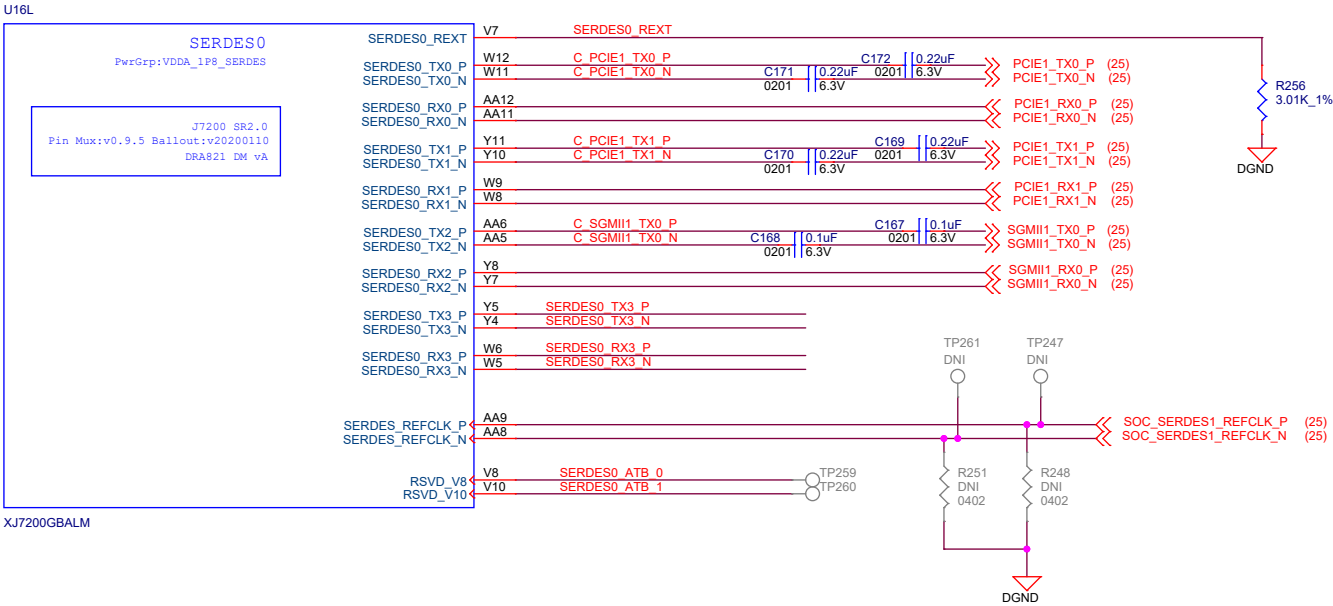 U16L
SERDES0
PwrGrp:VDDA_1P8_SERDES
J7200 SR2.0
Pin Mux:v0.9.5 Ballout:v20200110
DRA821 DM vA
SERDES0_REXT V7 SERDES0_REXT
SERDES0_TX0_P W12 C_PCIE1_TX0_P C172 0.22uF 0201 6.3V PCIE1_TX0_P (25)
SERDES0_TX0_N W11 C_PCIE1_TX0_N C171 0.22uF 0201 6.3V PCIE1_TX0_N (25)
SERDES0_RX0_P AA12 PCIE1_RX0_P (25)
SERDES0_RX0_N AA11 PCIE1_RX0_N (25)
SERDES0_TX1_P Y11 C_PCIE1_TX1_P C169 0.22uF 0201 6.3V PCIE1_TX1_P (25)
SERDES0_TX1_N Y10 C_PCIE1_TX1_N C170 0.22uF 0201 6.3V PCIE1_TX1_N (25)
SERDES0_RX1_P W9 PCIE1_RX1_P (25)
SERDES0_RX1_N W8 PCIE1_RX1_N (25)
SERDES0_TX2_P AA6 C_SGMII1_TX0_P C167 0.1uF 0201 6.3V SGMII1_TX0_P (25)
SERDES0_TX2_N AA5 C_SGMII1_TX0_N C168 0.1uF 0201 6.3V SGMII1_TX0_N (25)
SERDES0_RX2_P Y8 SGMII1_RX0_P (25)
SERDES0_RX2_N Y7 SGMII1_RX0_N (25)
SERDES0_TX3_P Y5 SERDES0_TX3_P
SERDES0_TX3_N Y4 SERDES0_TX3_N
SERDES0_RX3_P W6 SERDES0_RX3_P
SERDES0_RX3_N W5 SERDES0_RX3_N
SERDES_REFCLK_P AA9 SOC_SERDES1_REFCLK_P (25)
SERDES_REFCLK_N AA8 SOC_SERDES1_REFCLK_N (25)
RSVD_V8 V8 SERDES0_ATB_0 TP259
RSVD_V10 V10 SERDES0_ATB_1 TP260
XJ7200GBALM
R256
3.01K_1%
DGND
TP261
DNI
TP247
DNI
R251
DNI
0402
R248
DNI
0402
DGND